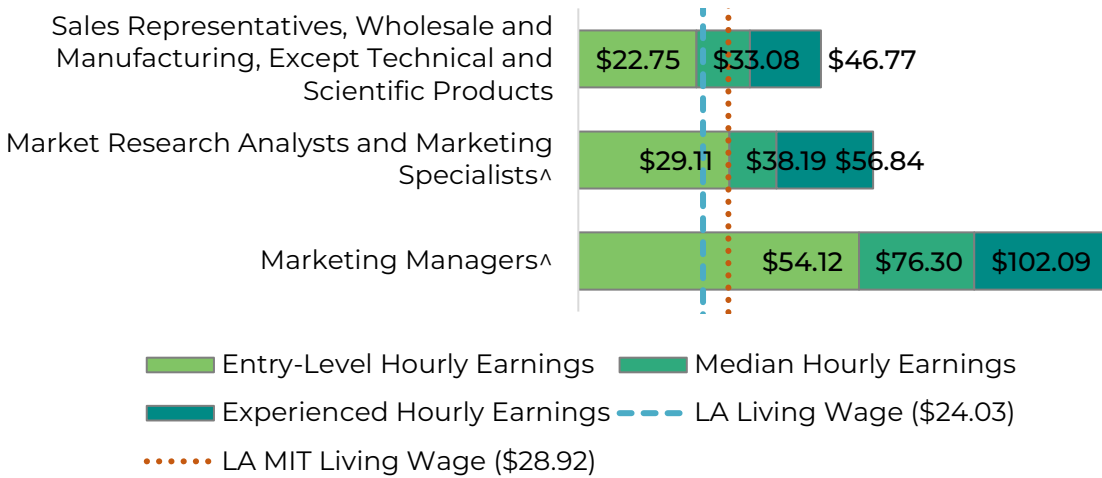 Sales Representatives, Wholesale and
Manufacturing, Except Technical and
Scientific Products
$22.75 $33.08 $46.77
Market Research Analysts and Marketing
Specialists^
$29.11 $38.19 $56.84
Marketing Managers^
$54.12 $76.30 $102.09
Entry-Level Hourly Earnings Median Hourly Earnings
Experienced Hourly Earnings LA Living Wage ($24.03)
LA MIT Living Wage ($28.92)